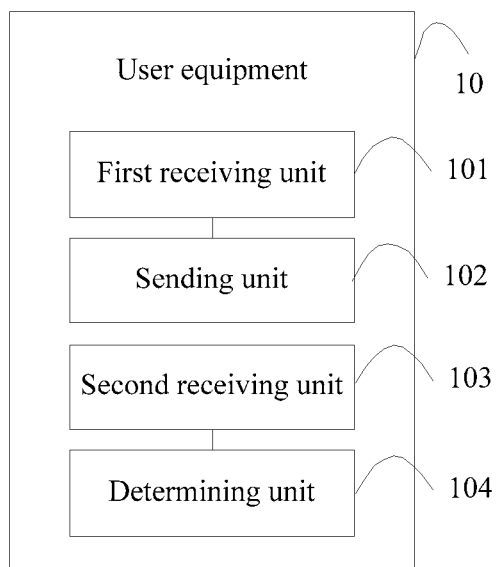 User equipment
10
First receiving unit
101
Sending unit
102
Second receiving unit
103
Determining unit
104